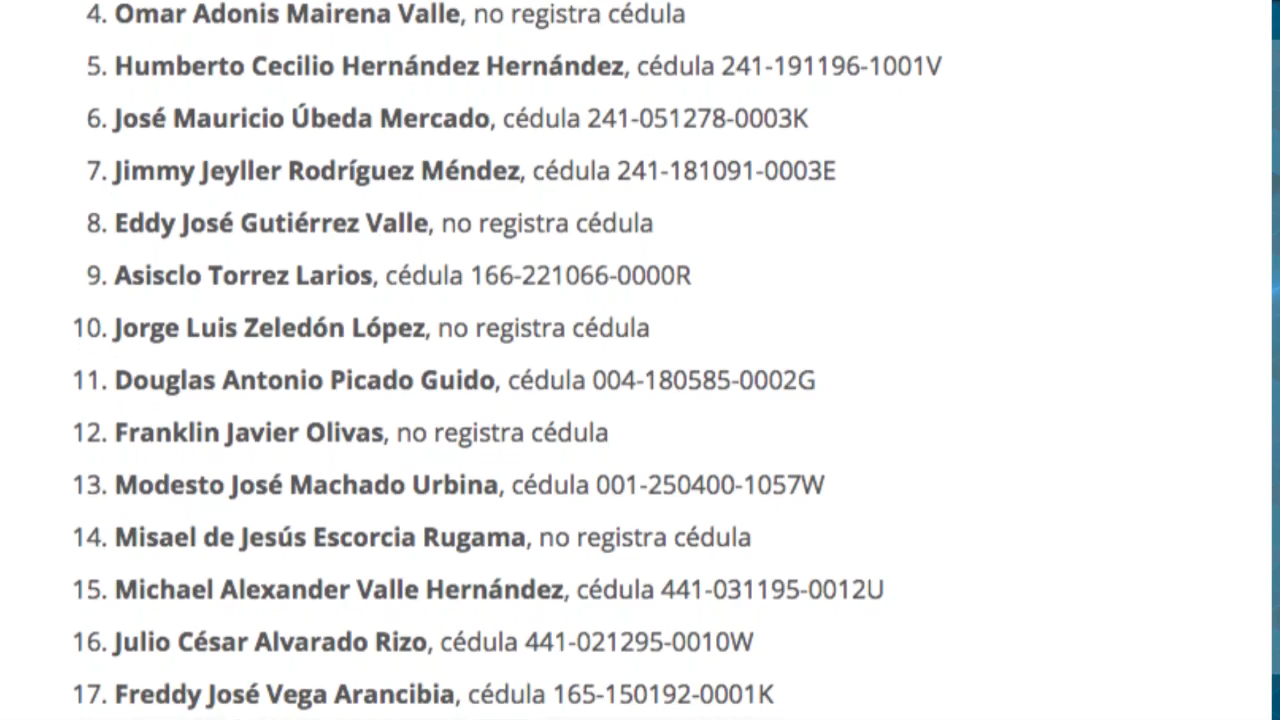 4. Omar Adonis Mairena Valle, no registra cédula
5. Humberto Cecilio Hernández Hernández, cédula 241-191196-1001V
6. José Mauricio Úbeda Mercado, cédula 241-051278-0003K
7. Jimmy Jeyller Rodríguez Méndez, cédula 241-181091-0003E
8. Eddy José Gutiérrez Valle, no registra cédula
9. Asisclo Torrez Larios, cédula 166-221066-0000R
10. Jorge Luis Zeledón López, no registra cédula
11. Douglas Antonio Picado Guido, cédula 004-180585-0002G
12. Franklin Javier Olivas, no registra cédula
13. Modesto José Machado Urbina, cédula 001-250400-1057W
14. Misael de Jesús Escorcia Rugama, no registra cédula
15. Michael Alexander Valle Hernández, cédula 441-031195-0012U
16. Julio César Alvarado Rizo, cédula 441-021295-0010W
17. Freddy José Vega Arancibia, cédula 165-150192-0001K